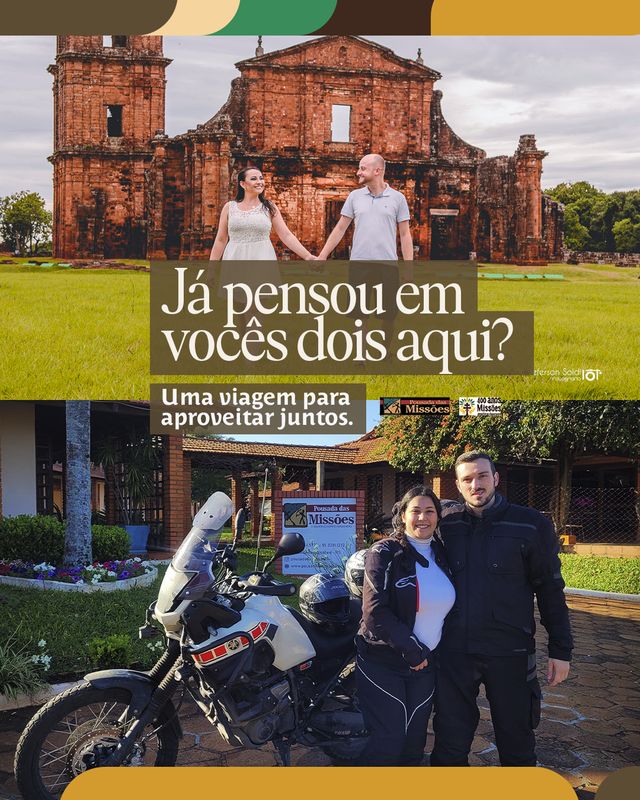 Já pensou em
vocês dois aqui?
Uma viagem para
aproveitar juntos.
Pousada das
Missões
400 anos
Missões
Pousada das
Missões